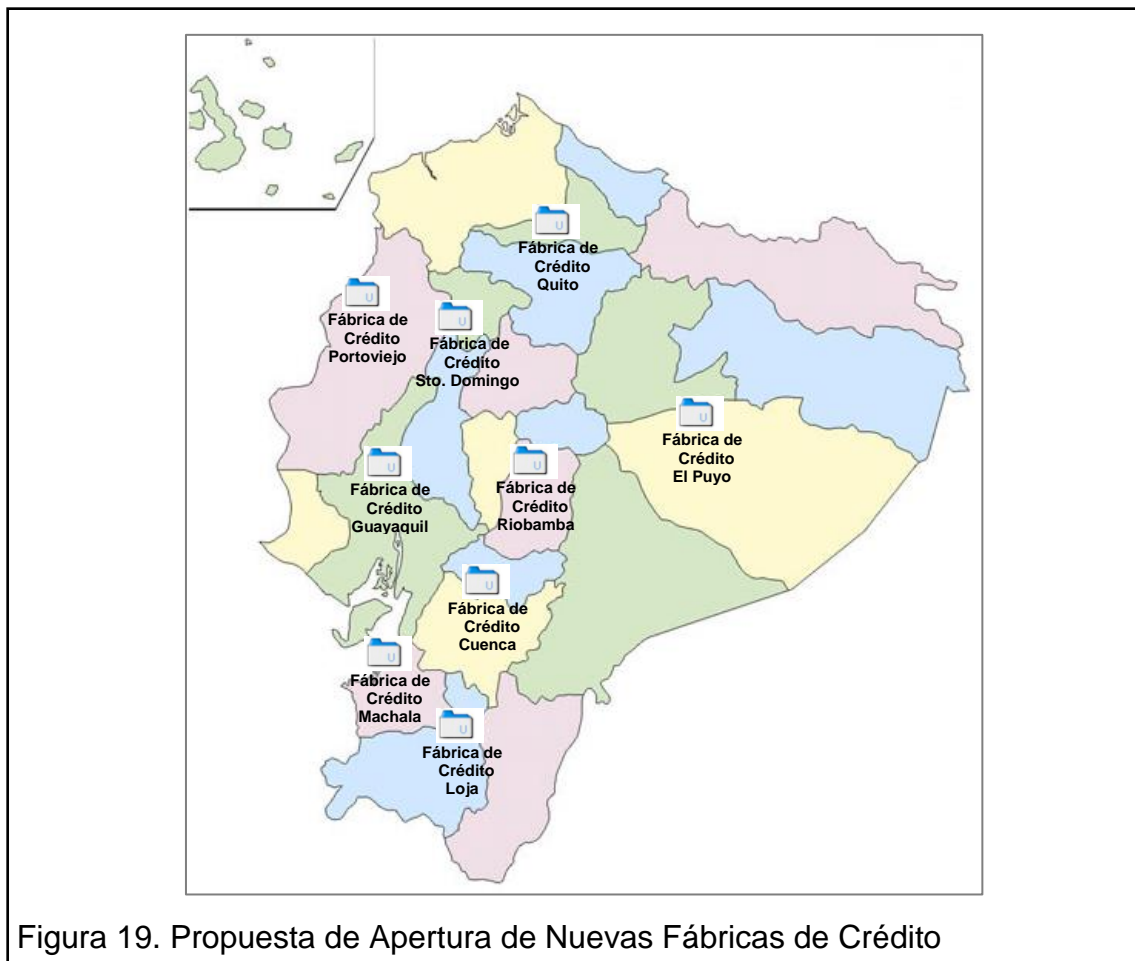 Fábrica de
Crédito
Quito
Fábrica de
Crédito
Portoviejo
Fábrica de
Crédito
Sto. Domingo
Fábrica de
Crédito
El Puyo
Fábrica de
Crédito
Guayaquil
Fábrica de
Crédito
Riobamba
Fábrica de
Crédito
Cuenca
Fábrica de
Crédito
Machala
Fábrica de
Crédito
Loja
U
U
U
U
U
U
U
U
U
Figura 19. Propuesta de Apertura de Nuevas Fábricas de Crédito